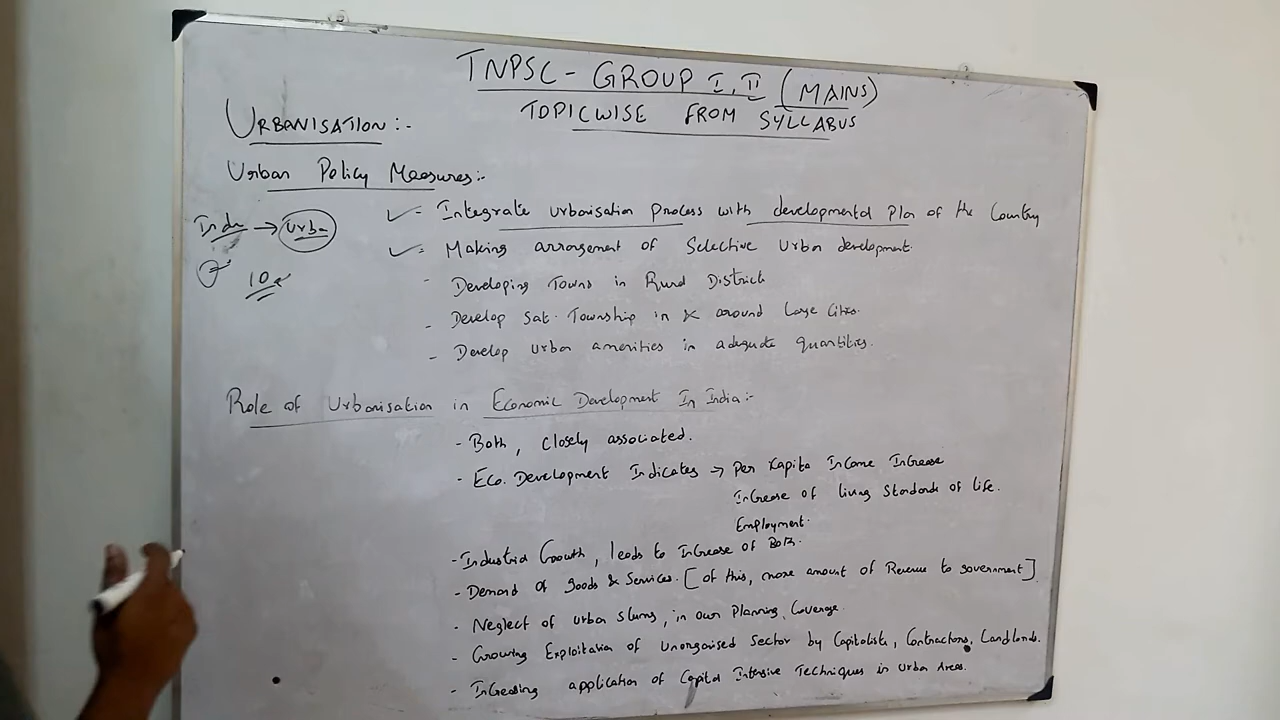 TNPSC - GROUP I, II (MAINS)
TOPICWISE FROM SYLLABUS
URBANISATION:-
Urban Policy Measures:-
- Integrate urbanisation process with developmental Plan of the Country
Indu → Urba
- Making arrangement of Selective Urban development.
10
- Developing Towns in Rural Districts
- Develop Sat. Township in & around Large Cities.
- Develop urban amenities in adequate quantities.
Role of Urbanisation in Economic Development In India:-
- Both, closely associated.
- Eco. Development Indicates → Per Kapita Income Increase
Increase of living Standards of Life.
Employment.
- Industrial Growth, leads to Increase of Both.
- Demand of Goods & Services. [of this, more amount of Revenue to government]
- Neglect of urban slums, in our Planning Coverage.
- Growing Exploitation of Unorganised Sector by Capitalists, Contractors, Landlords.
- Increasing application of Capital Intensive Techniques in Urban Areas.